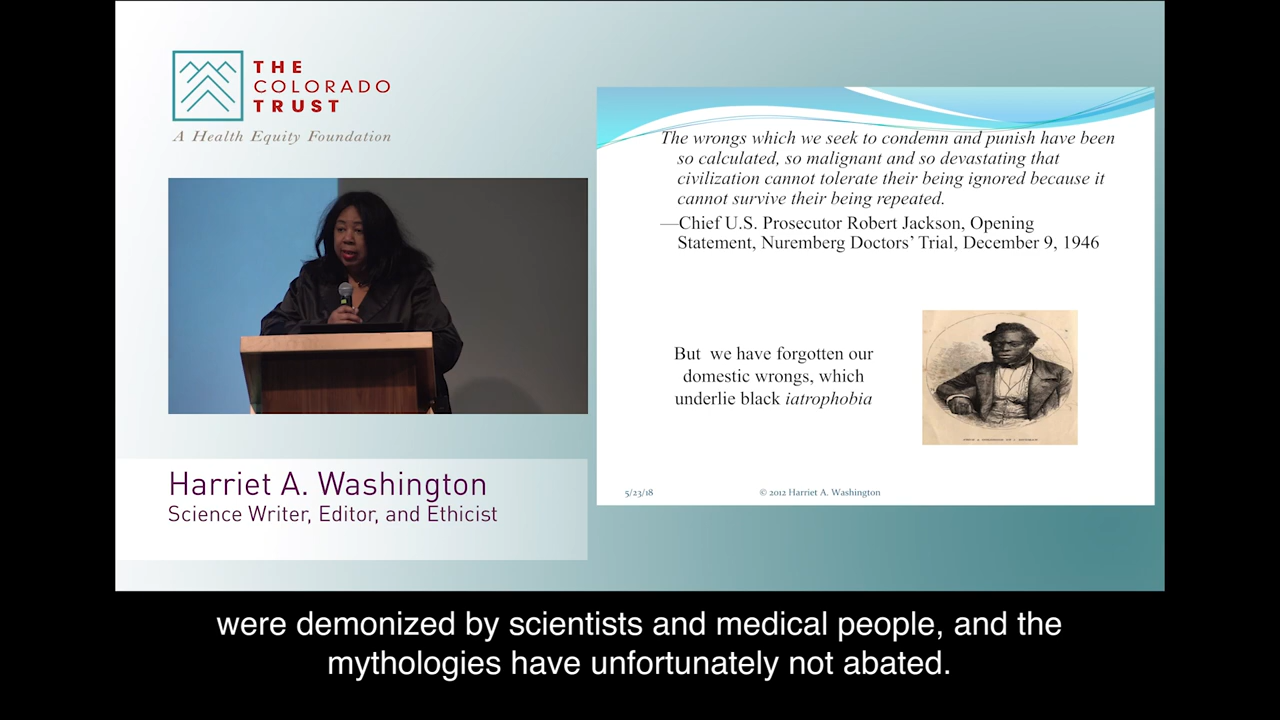 THE
COLORADO
TRUST
A Health Equity Foundation
The wrongs which we seek to condemn and punish have been
so calculated, so malignant and so devastating that
civilization cannot tolerate their being ignored because it
cannot survive their being repeated.
—Chief U.S. Prosecutor Robert Jackson, Opening
Statement, Nuremberg Doctors’ Trial, December 9, 1946
But we have forgotten our
domestic wrongs, which
underlie black iatrophobia
5/23/18
© 2012 Harriet A. Washington
Harriet A. Washington
Science Writer, Editor, and Ethicist
were demonized by scientists and medical people, and the
mythologies have unfortunately not abated.